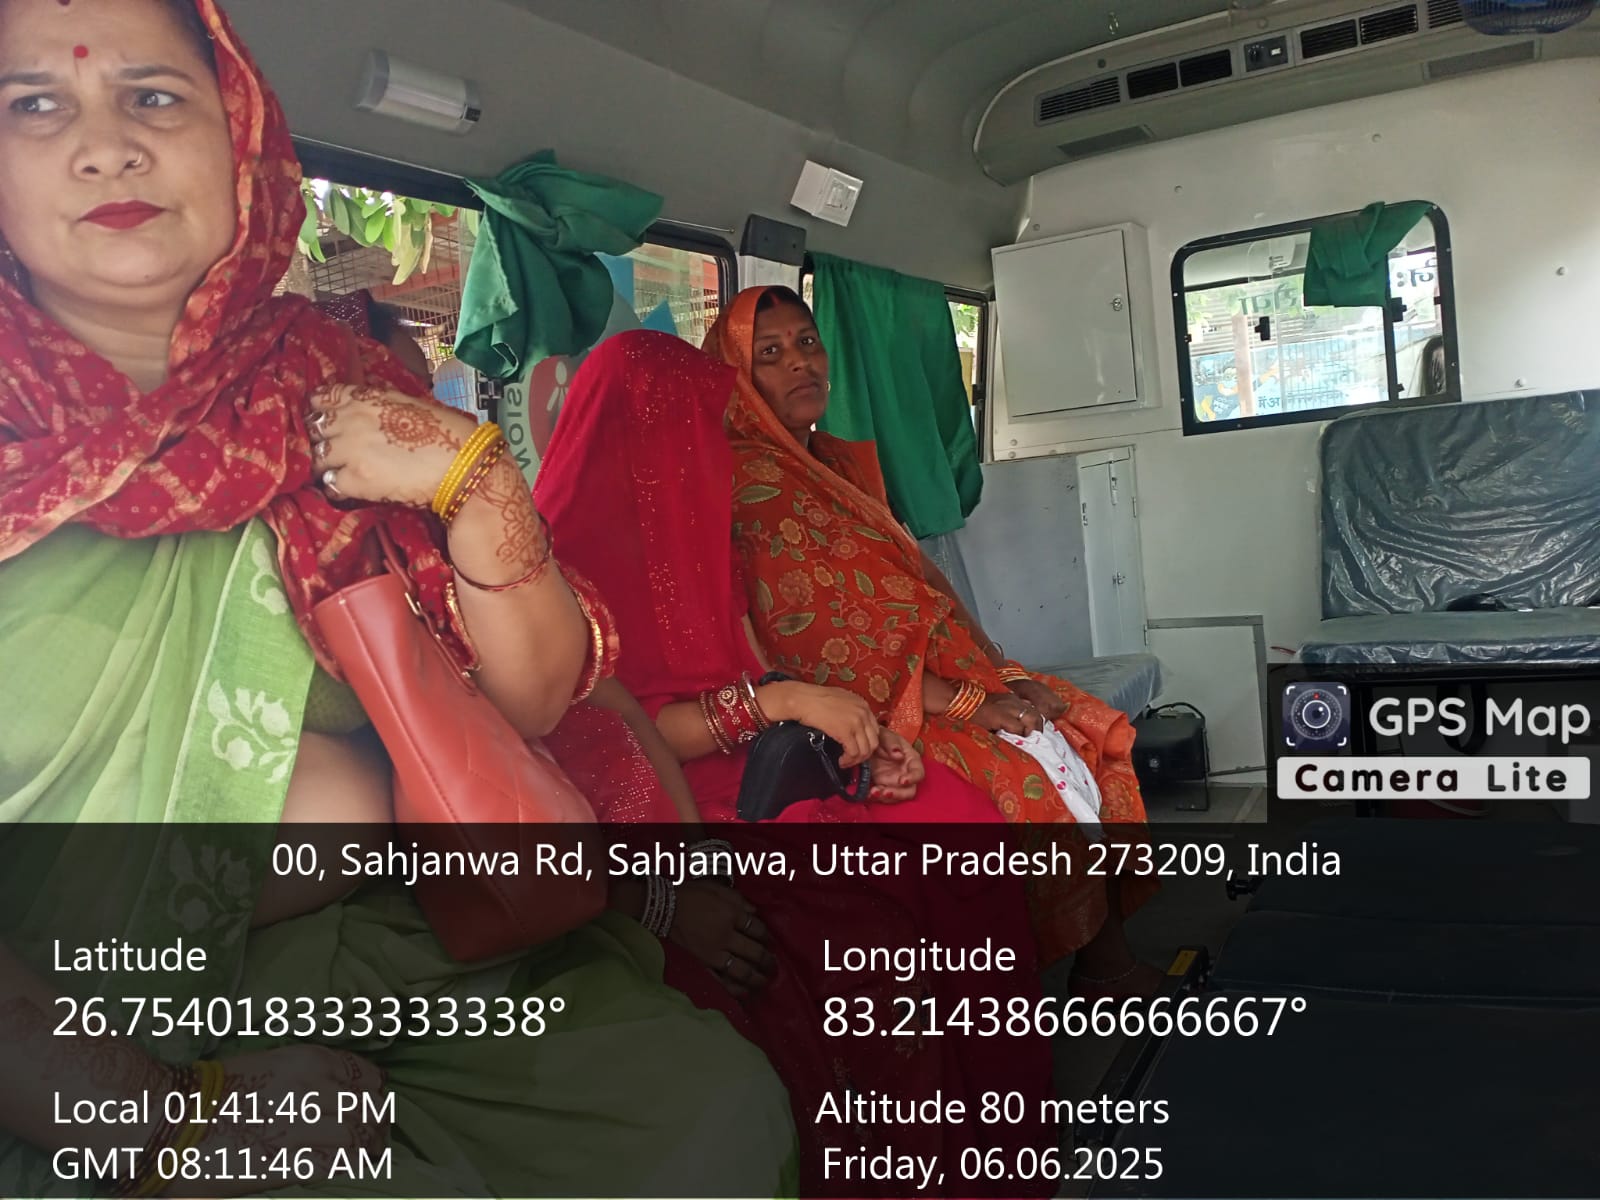 GPS Map
Camera Lite
00, Sahjanwa Rd, Sahjanwa, Uttar Pradesh 273209, India
Latitude
26.754018333333338°
Longitude
83.21438666666667°
Local 01:41:46 PM
GMT 08:11:46 AM
Altitude 80 meters
Friday, 06.06.2025